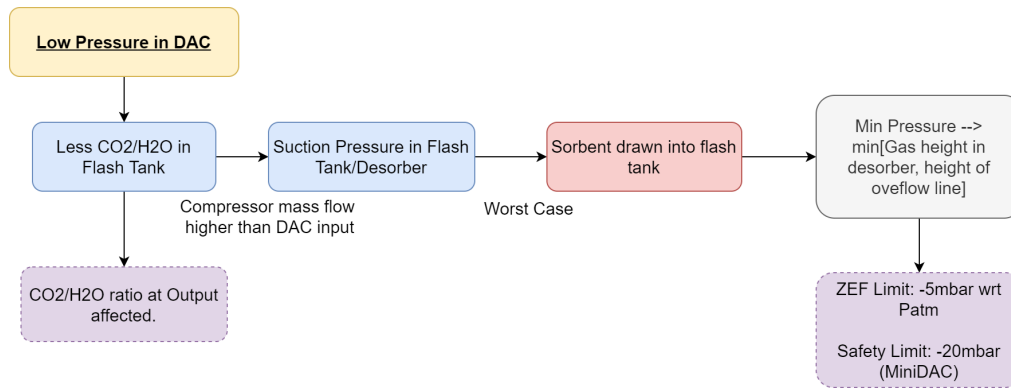 Low Pressure in DAC
Less CO2/H2O in
Flash Tank
Suction Pressure in Flash
Tank/Desorber
Sorbent drawn into flash
tank
Min Pressure -->
min[Gas height in
desorber, height of
oveflow line]
Compressor mass flow
higher than DAC input
Worst Case
CO2/H2O ratio at Output
affected.
ZEF Limit: -5mbar wrt
Patm
Safety Limit: -20mbar
(MiniDAC)